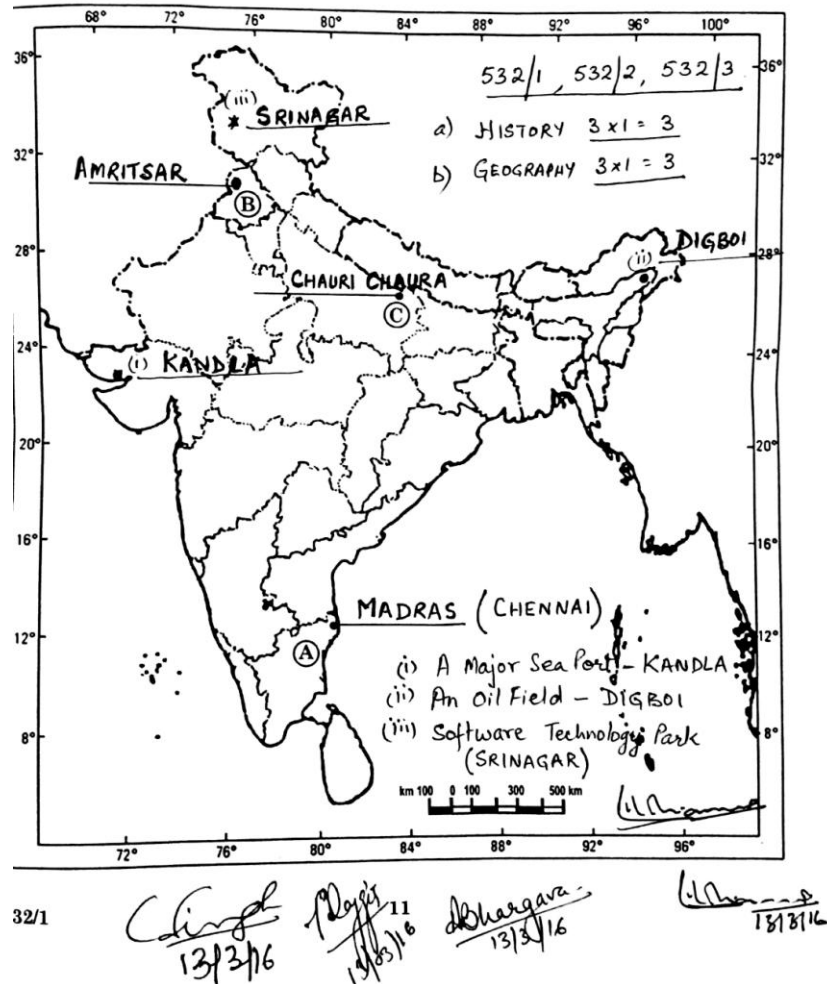 68° 72° 76° 80° 84° 88° 92° 96° 100°
36° 36°
532/1, 532/2, 532/3
(iii)
SRINAGAR
a) HISTORY 3×1=3
32° 32°
AMRITSAR
b) GEOGRAPHY 3×1=3
B
DIGBOI
28° 28°
(ii)
CHAURI CHAURA
C
24° 24°
(i) KANDLA
20° 20°
16° 16°
MADRAS (CHENNAI)
12° 12°
A
(i) A Major Sea Port – KANDLA
(ii) An Oil Field – DIGBOI
(iii) Software Technology Park
8° 8°
(SRINAGAR)
km 100 0 100 300 500 km
72° 76° 80° 84° 88° 92° 96°
32/1
11
Bhargava
13/3/16
13/03/16
13/3/16